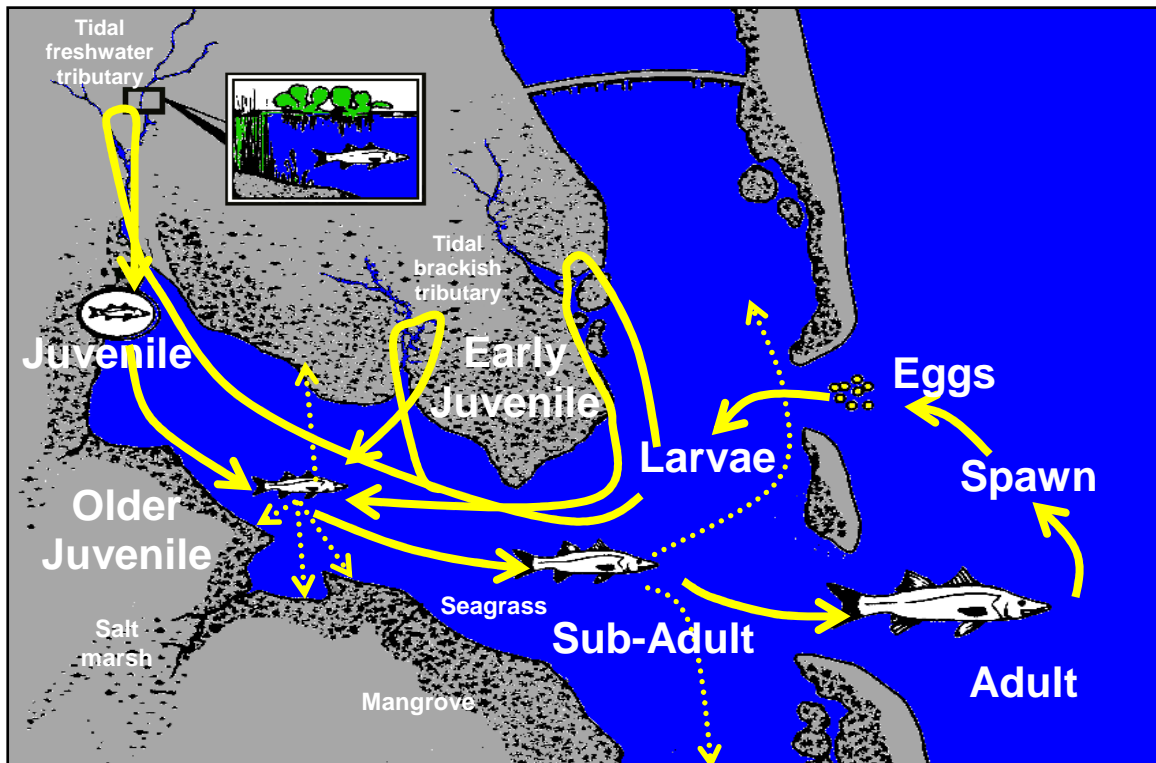 Tidal
freshwater
tributary
Tidal
brackish
tributary
Juvenile
Early
Juvenile
Eggs
Larvae
Spawn
Older
Juvenile
Seagrass
Sub-Adult
Salt
marsh
Mangrove
Adult